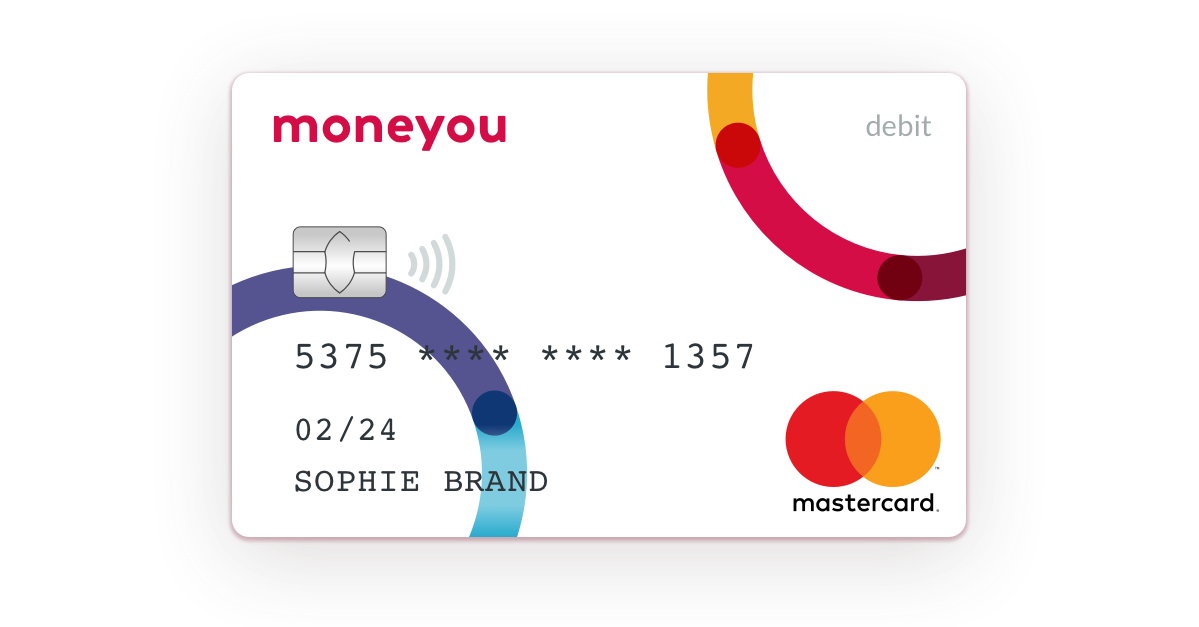 moneyou
debit
5375 **** **** 1357
02/24
SOPHIE BRAND
mastercard.